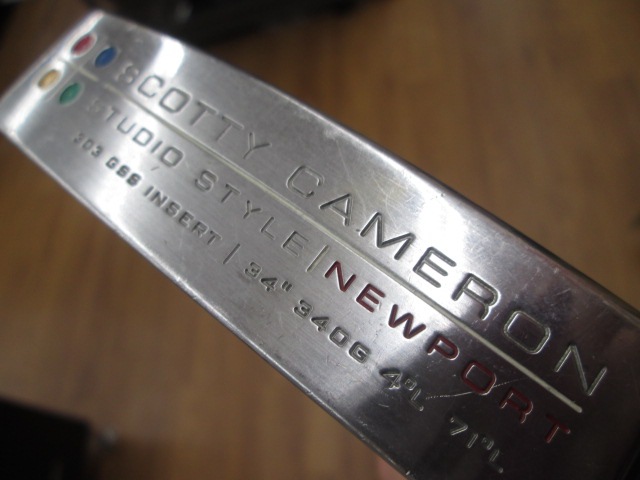 SCOTTY CAMERON
STUDIO STYLE | NEWPORT
303 GSS INSERT | 34" 340G 4°L 71°L